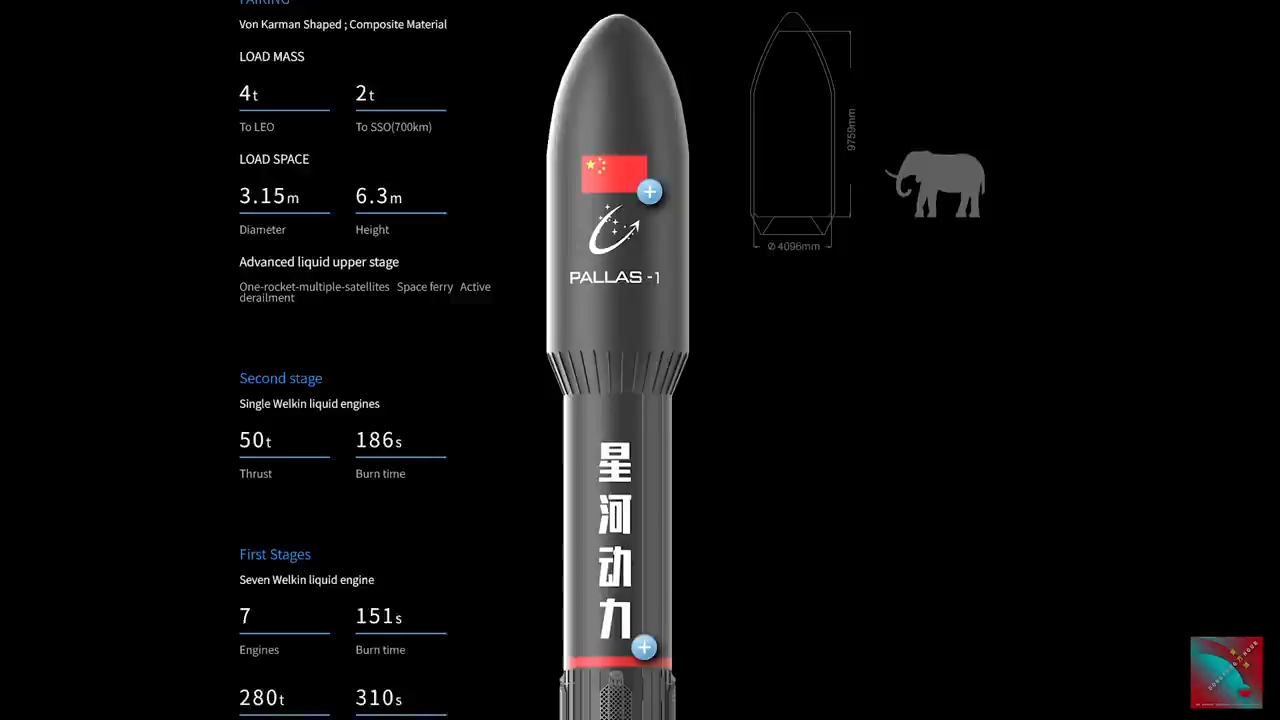 FAIRING
Von Karman Shaped ; Composite Material
LOAD MASS
4t 2t
To LEO To SSO(700km)
LOAD SPACE
3.15m 6.3m
Diameter Height
Advanced liquid upper stage
One-rocket-multiple-satellites Space ferry Active
derailment
Second stage
Single Welkin liquid engines
50t 186s
Thrust Burn time
First Stages
Seven Welkin liquid engine
7 151s
Engines Burn time
280t 310s
PALLAS -1
星
河
动
力
9759mm
Ø 4096mm